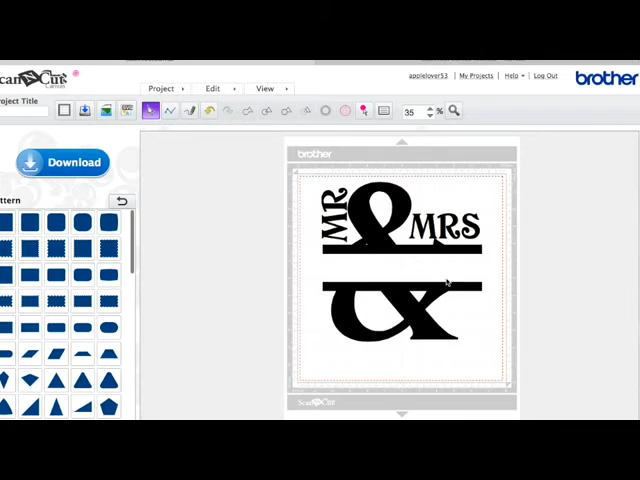 applelover53 | My Projects | Help | Log Out
brother
ScanNCut
Canvas
Project View Edit
Project Title
35 %
Download
Pattern
brother
MR & MRS
ScanNCut